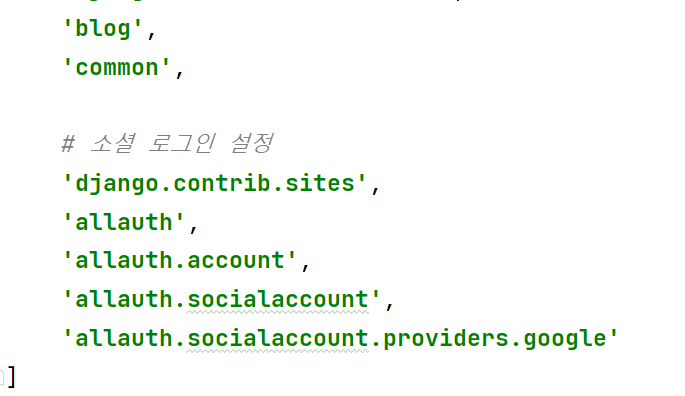 'blog',
'common',
# 소셜 로그인 설정
'django.contrib.sites',
'allauth',
'allauth.account',
'allauth.socialaccount',
'allauth.socialaccount.providers.google'
]